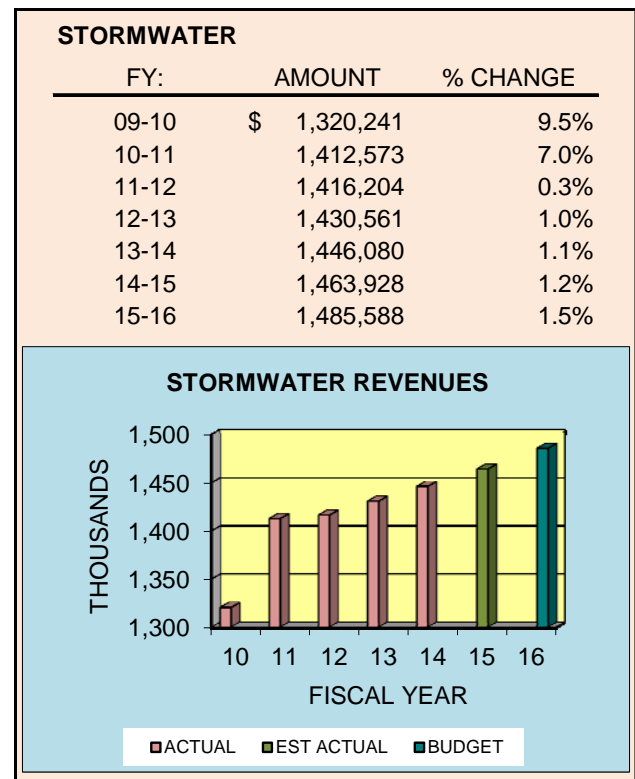 STORMWATER
FY: AMOUNT % CHANGE
09-10 $ 1,320,241 9.5%
10-11 1,412,573 7.0%
11-12 1,416,204 0.3%
12-13 1,430,561 1.0%
13-14 1,446,080 1.1%
14-15 1,463,928 1.2%
15-16 1,485,588 1.5%
STORMWATER REVENUES
1,500
1,450
1,400
1,350
1,300
THOUSANDS
10 11 12 13 14 15 16
FISCAL YEAR
ACTUAL EST ACTUAL BUDGET